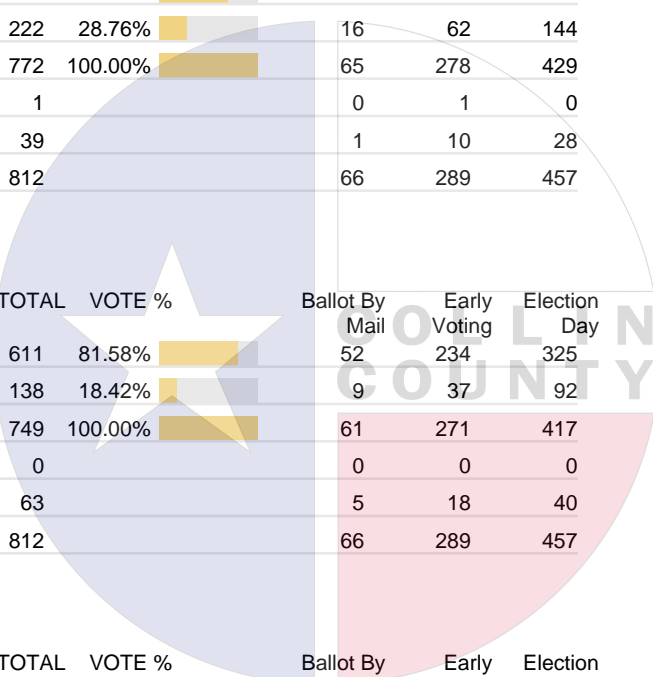 222 28.76% 16 62 144
772 100.00% 65 278 429
1 0 1 0
39 1 10 28
812 66 289 457
TOTAL VOTE % Ballot By Early Election
Mail Voting Day
COLLIN
611 81.58% 52 234 325
COUNTY
138 18.42% 9 37 92
749 100.00% 61 271 417
0 0 0 0
63 5 18 40
812 66 289 457
TOTAL VOTE % Ballot By Early Election